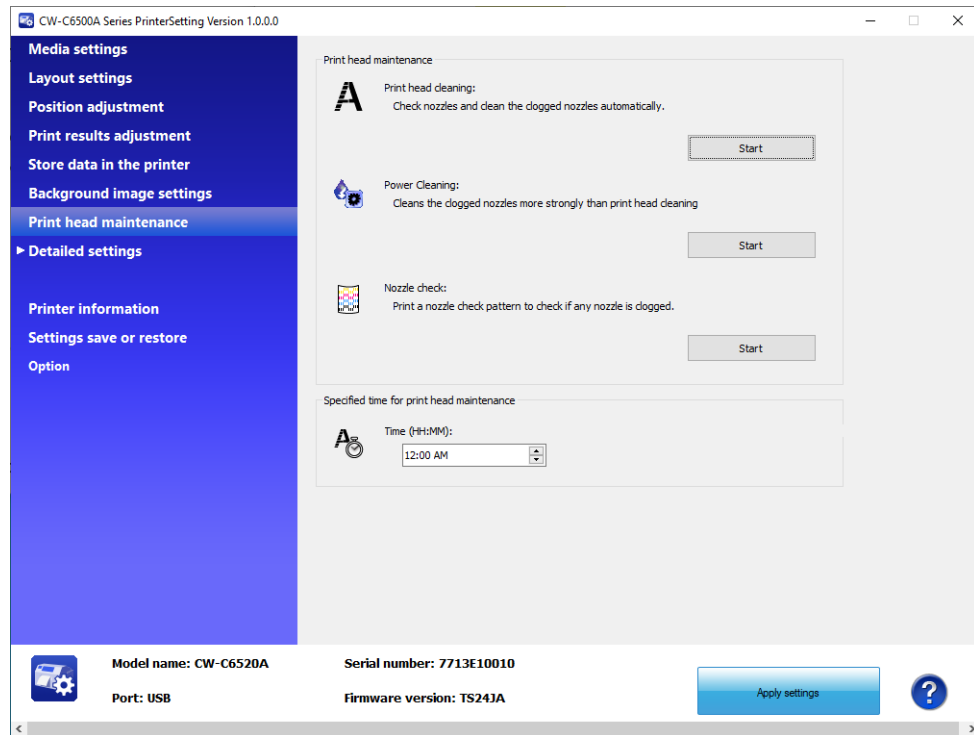 CW-C6500A Series PrinterSetting Version 1.0.0.0
Media settings
Layout settings
Position adjustment
Print results adjustment
Store data in the printer
Background image settings
Print head maintenance
Detailed settings
Printer information
Settings save or restore
Option
Print head maintenance
Print head cleaning:
Check nozzles and clean the clogged nozzles automatically.
Start
Power Cleaning:
Cleans the clogged nozzles more strongly than print head cleaning
Start
Nozzle check:
Print a nozzle check pattern to check if any nozzle is clogged.
Start
Specified time for print head maintenance
Time (HH:MM):
12:00 AM
Model name: CW-C6520A
Serial number: 7713E10010
Port: USB
Firmware version: TS24JA
Apply settings